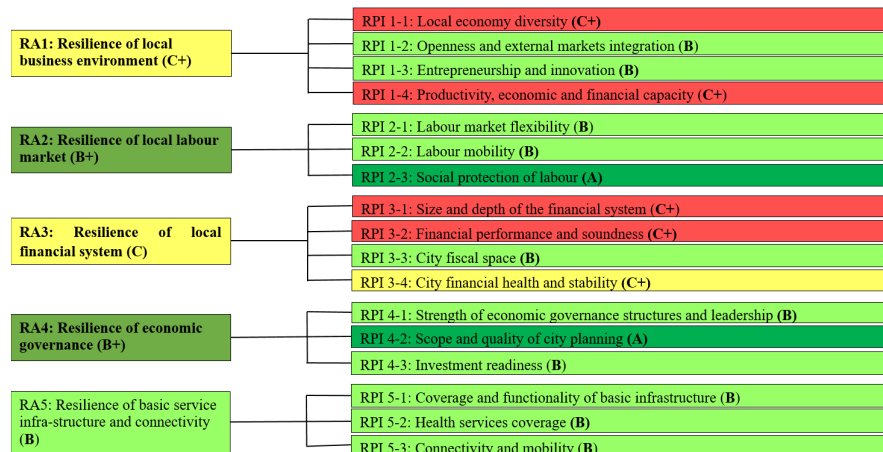 RA1: Resilience of local
business environment (C+)
RPI 1-1: Local economy diversity (C+)
RPI 1-2: Openness and external markets integration (B)
RPI 1-3: Entrepreneurship and innovation (B)
RPI 1-4: Productivity, economic and financial capacity (C+)
RA2: Resilience of local labour
market (B+)
RPI 2-1: Labour market flexibility (B)
RPI 2-2: Labour mobility (B)
RPI 2-3: Social protection of labour (A)
RA3: Resilience of local
financial system (C)
RPI 3-1: Size and depth of the financial system (C+)
RPI 3-2: Financial performance and soundness (C+)
RPI 3-3: City fiscal space (B)
RPI 3-4: City financial health and stability (C+)
RA4: Resilience of economic
governance (B+)
RPI 4-1: Strength of economic governance structures and leadership (B)
RPI 4-2: Scope and quality of city planning (A)
RPI 4-3: Investment readiness (B)
RA5: Resilience of basic service
infra-structure and connectivity
(B)
RPI 5-1: Coverage and functionality of basic infrastructure (B)
RPI 5-2: Health services coverage (B)
RPI 5-3: Connectivity and mobility (B)